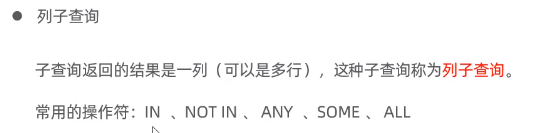 ● 列子查询
子查询返回的结果是一列（可以是多行），这种子查询称为列子查询。
常用的操作符：IN 、NOT IN 、 ANY 、SOME 、 ALL